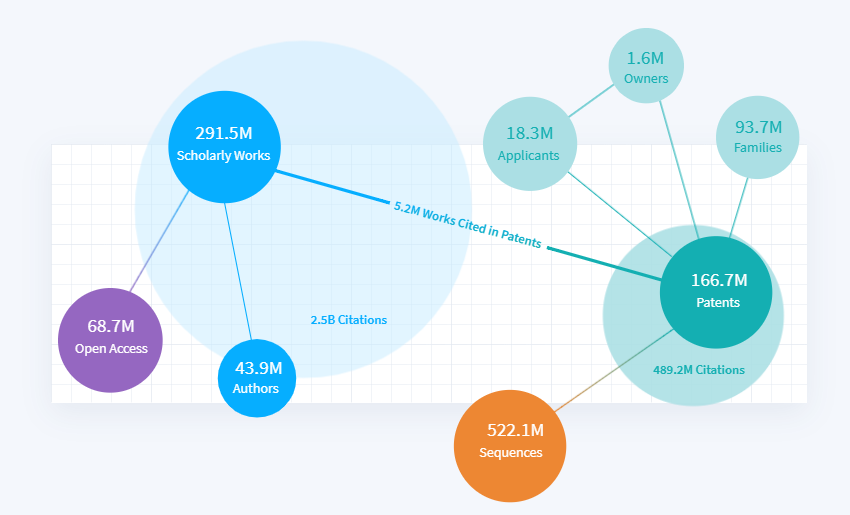 1.6M
Owners
291.5M
Scholarly Works
18.3M
Applicants
93.7M
Families
5.2M Works Cited in Patents
166.7M
Patents
68.7M
Open Access
2.5B Citations
43.9M
Authors
489.2M Citations
522.1M
Sequences